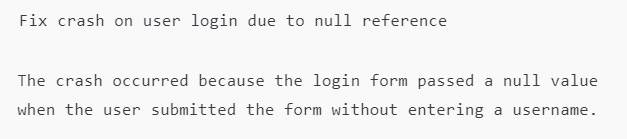 Fix crash on user login due to null reference
The crash occurred because the login form passed a null value
when the user submitted the form without entering a username.